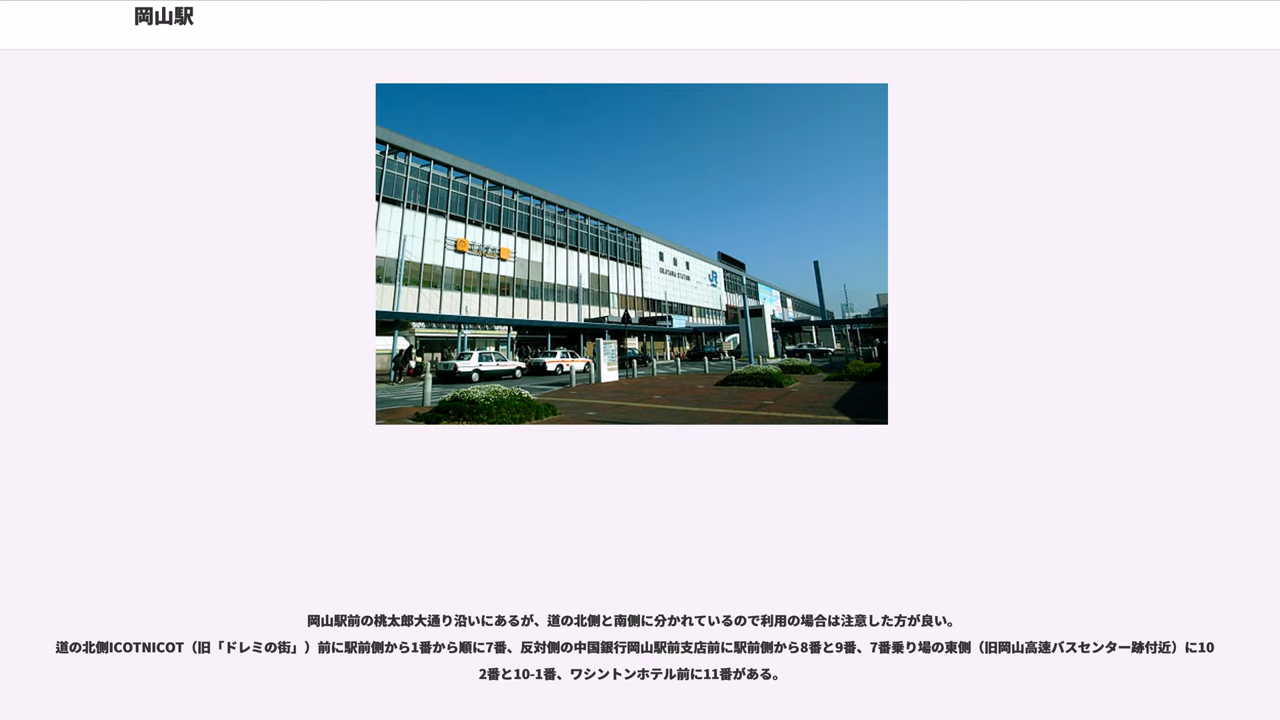 岡山駅
岡山駅
OKAYAMA STATION
JR
岡山駅前の桃太郎大通り沿いにあるが、道の北側と南側に分かれているので利用の場合は注意した方が良い。
道の北側ICOTNICOT（旧「ドレミの街」）前に駅前側から1番から順に7番、反対側の中国銀行岡山駅前支店前に駅前側から8番と9番、7番乗り場の東側（旧岡山高速バスセンター跡付近）に10
2番と10-1番、ワシントンホテル前に11番がある。